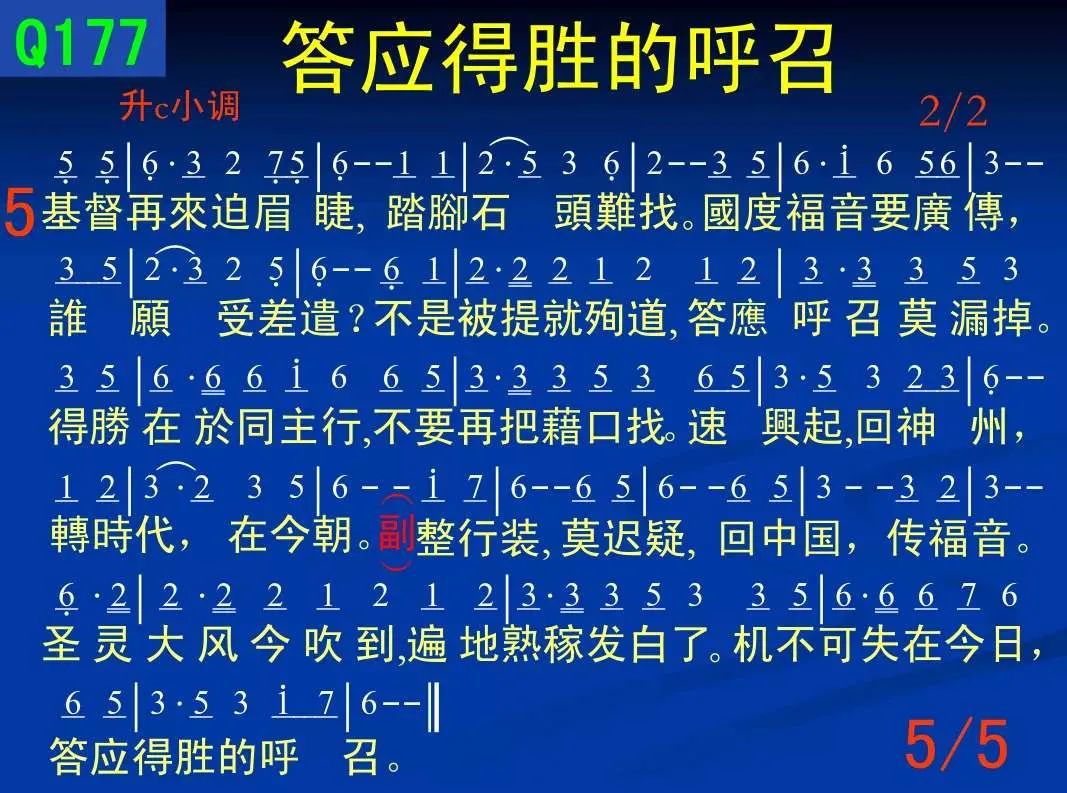 Q177
答应得胜的呼召
升c小调
2/2
5 5|6·3 2 75|6--1 1|2·5 3 6|2--3 5|6·i 6 56|3--
5 基督再來迫眉 睫, 踏腳石 頭難找。國度福音要廣 傳，
3 5|2·3 2 5|6-- 6 1|2·2 2 1 2 1 2| 3·3 3 5 3
誰 願 受差遣？不是被提就殉道, 答應 呼 召 莫 漏掉。
3 5|6·6 6 i 6 6 5|3·3 3 5 3 6 5|3·5 3 2 3|6--
得勝 在 於同主行,不要再把藉口找。速 興起,回神 州，
1 2|3·2 3 5|6-- i 7|6--6 5|6--6 5|3--3 2|3--
轉時代， 在今朝。(副)整行装, 莫迟疑, 回中国， 传福音。
6·2| 2·2 2 1 2 1 2|3·3 3 5 3 3 5|6·6 6 7 6
圣 灵 大 风 今 吹 到,遍 地熟稼发白了。机不可失在今日，
6 5|3·5 3 i 7|6--‖
答应得胜的呼 召。
5/5